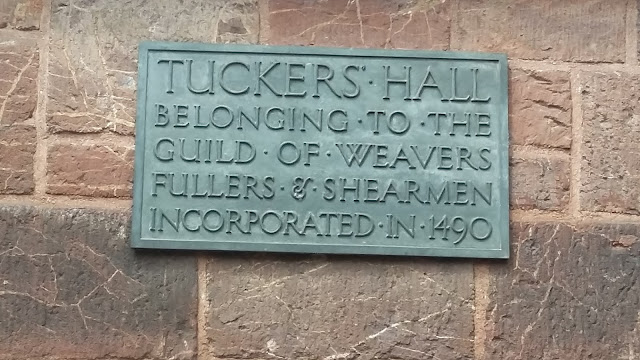 TUCKERS'·HALL
BELONGING·TO·THE
GUILD·OF·WEAVERS
FULLERS·&·SHEARMEN
INCORPORATED·IN·1490